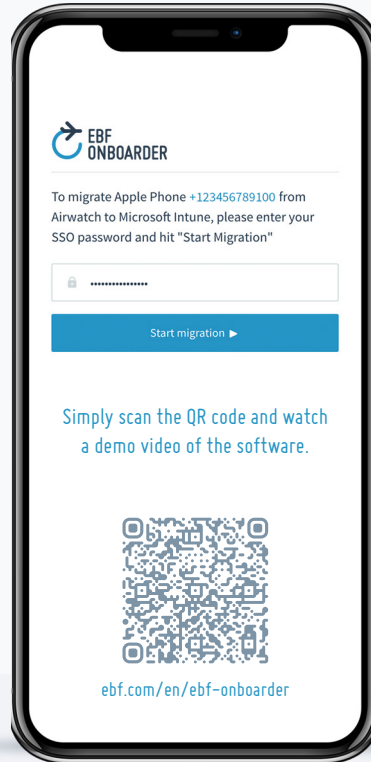 EBF
ONBOARDER
To migrate Apple Phone +123456789100 from
Airwatch to Microsoft Intune, please enter your
SSO password and hit "Start Migration"
••••••••••••••••
Start migration ▶
Simply scan the QR code and watch
a demo video of the software.
ebf.com/en/ebf-onboarder